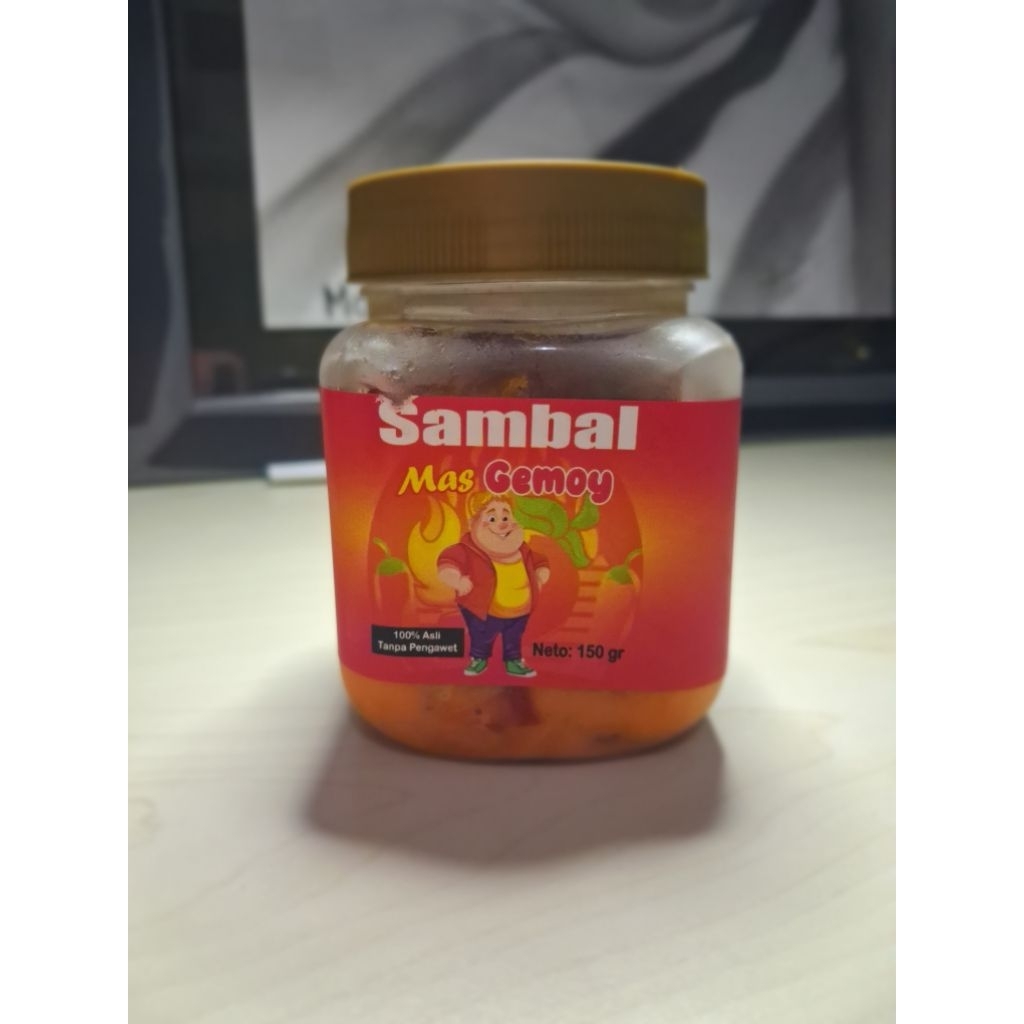 Sambal
Mas Gemoy
100% Asli
Tanpa Pengawet
Neto: 150 gr